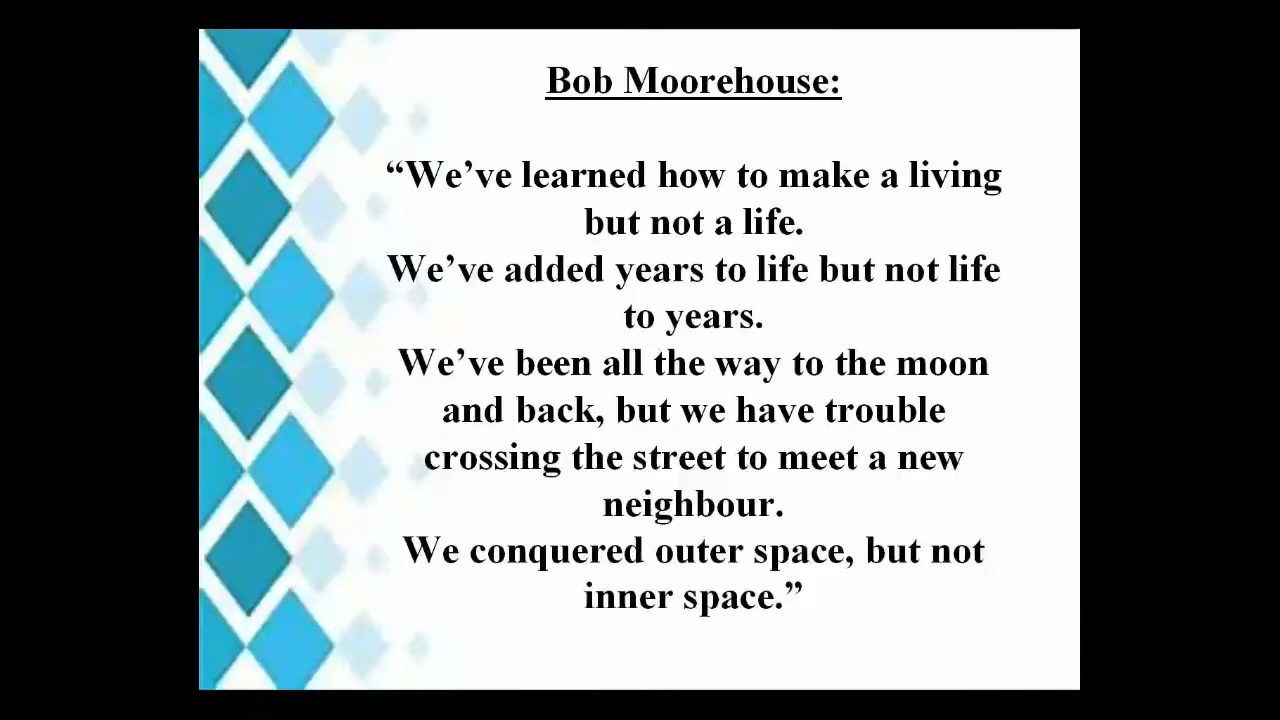 Bob Moorehouse:
“We’ve learned how to make a living
but not a life.
We’ve added years to life but not life
to years.
We’ve been all the way to the moon
and back, but we have trouble
crossing the street to meet a new
neighbour.
We conquered outer space, but not
inner space.”